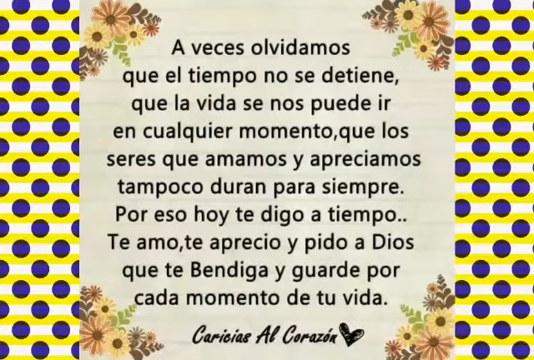 A veces olvidamos
que el tiempo no se detiene,
que la vida se nos puede ir
en cualquier momento,que los
seres que amamos y apreciamos
tampoco duran para siempre.
Por eso hoy te digo a tiempo..
Te amo,te aprecio y pido a Dios
que te Bendiga y guarde por
cada momento de tu vida.
Caricias Al Corazón